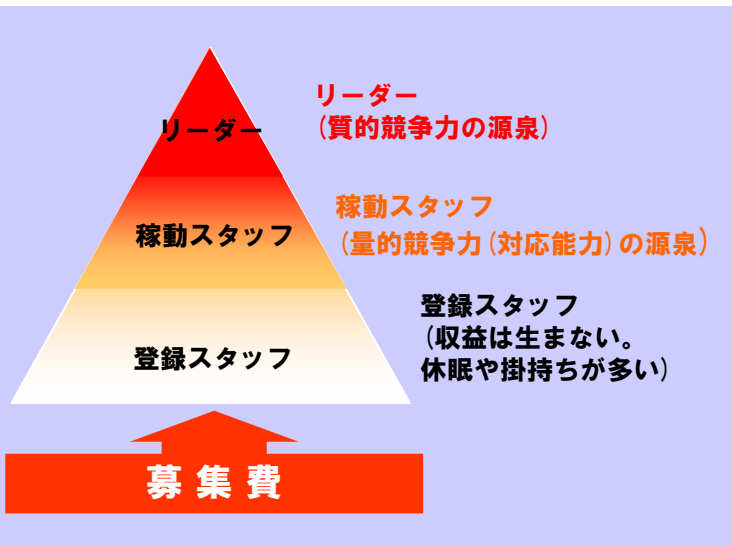 リーダー
リーダー
(質的競争力の源泉)
稼動スタッフ
稼動スタッフ
(量的競争力(対応能力)の源泉)
登録スタッフ
登録スタッフ
(収益は生まない。
休眠や掛持ちが多い)
募集費